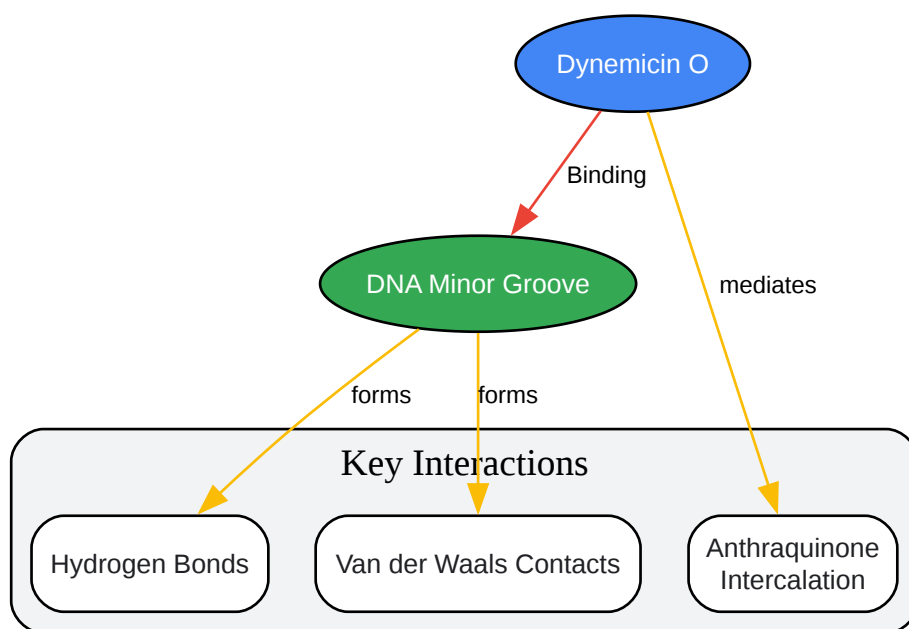 Dynemicin O
Binding
DNA Minor Groove
mediates
forms
forms
Key Interactions
Hydrogen Bonds
Van der Waals Contacts
Anthraquinone
Intercalation